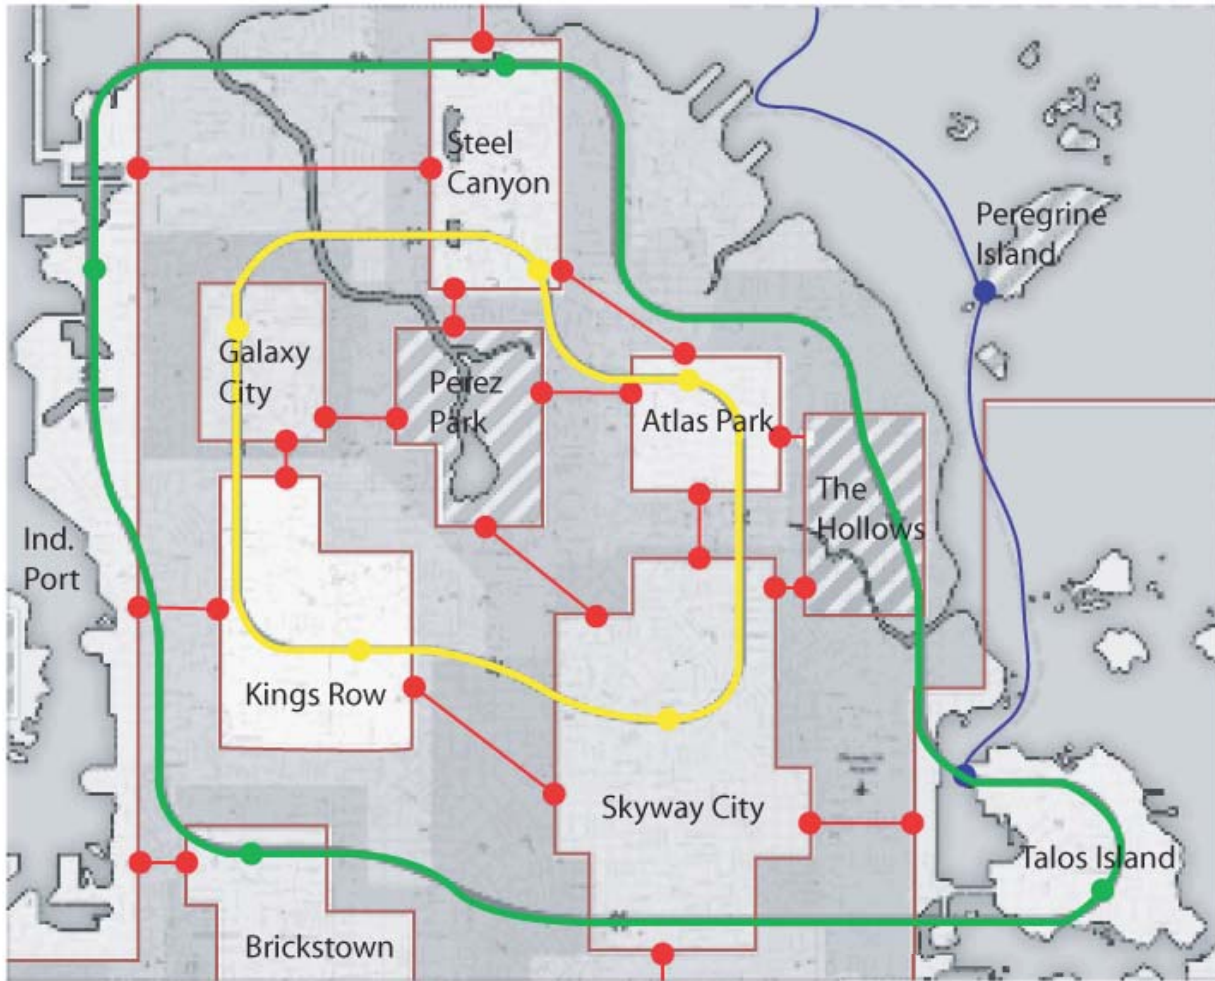 Steel
Canyon
Peregrine
Island
Galaxy
City
Perez
Park
Atlas Park
The
Hollows
Ind.
Port
Kings Row
Skyway City
Talos Island
Brickstown